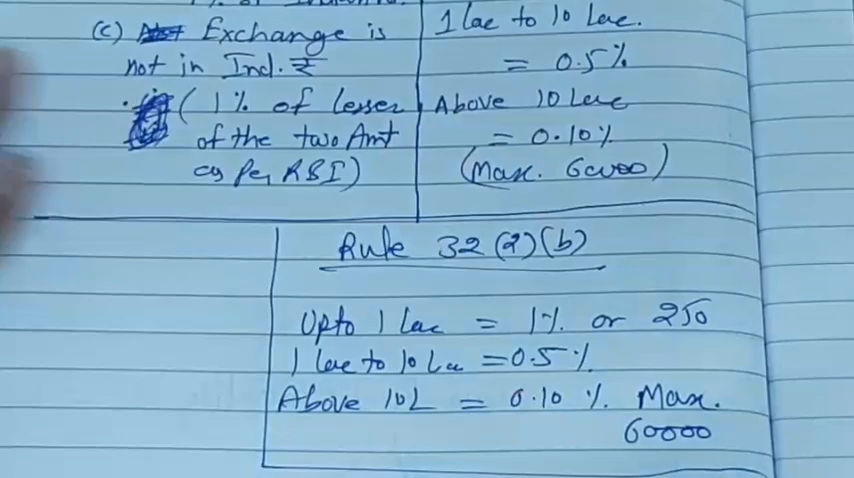 (c) Exchange is
not in Ind. ₹
( 1% of lesser
of the two Amt
as Per RBI)
1 lac to 10 Lac.
= 0.5%
Above 10 Lac
= 0.10%
(Max. 60000)
Rule 32 (2)(b)
Upto 1 Lac = 1% or 250
1 lac to 10 Lac = 0.5%
Above 10L = 0.10 % Max.
60000